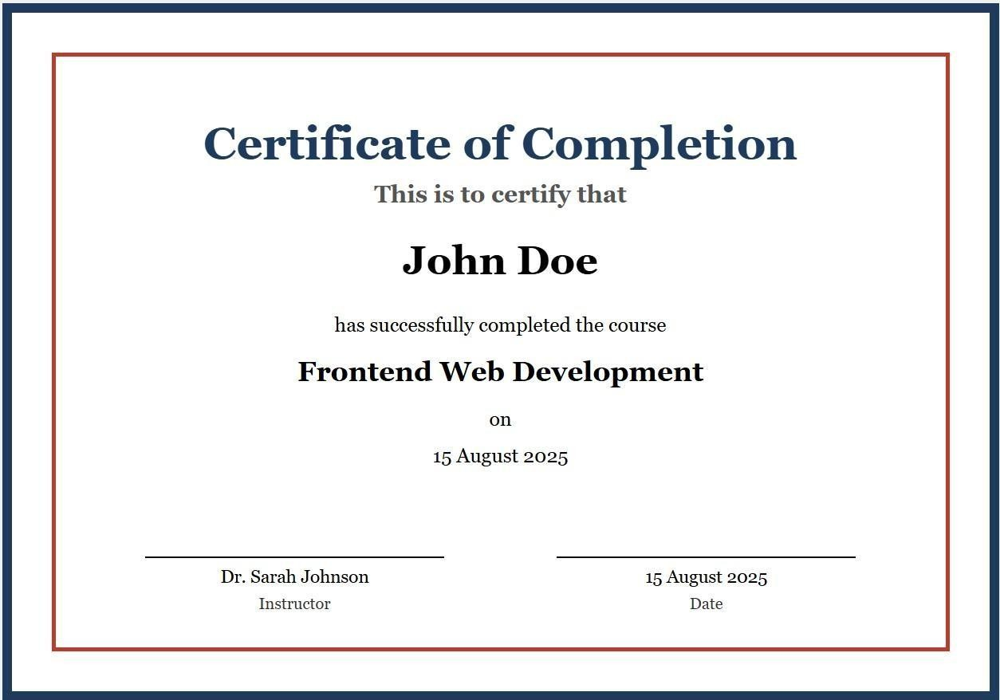 Certificate of Completion
This is to certify that
John Doe
has successfully completed the course
Frontend Web Development
on
15 August 2025
Dr. Sarah Johnson
Instructor
15 August 2025
Date